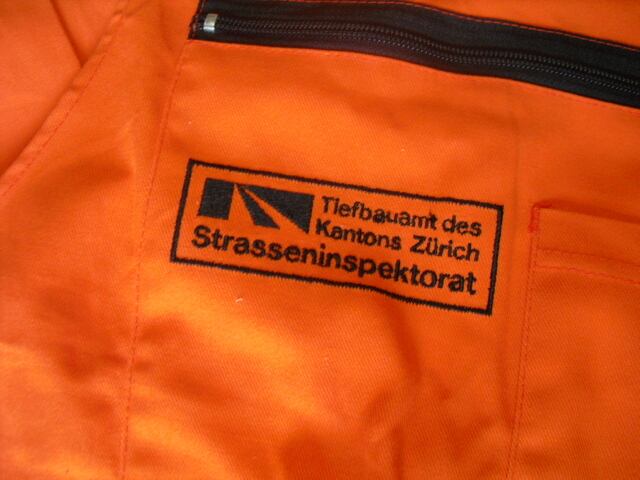 Tiefbauamt des
Kantons Zürich
Strasseninspektorat